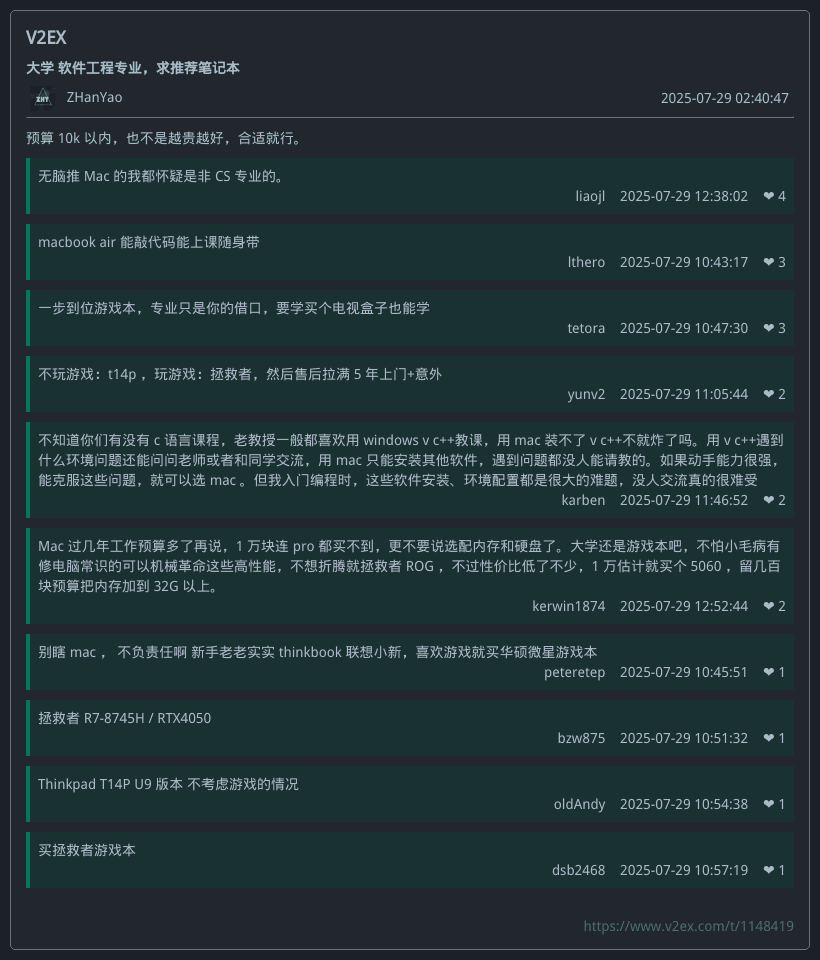 V2EX
大学 软件工程专业，求推荐笔记本
ZHT
ZHanYao
2025-07-29 02:40:47
预算 10k 以内，也不是越贵越好，合适就行。
无脑推 Mac 的我都怀疑是非 CS 专业的。
liaojl 2025-07-29 12:38:02 ❤ 4
macbook air 能敲代码能上课随身带
lthero 2025-07-29 10:43:17 ❤ 3
一步到位游戏本，专业只是你的借口，要学买个电视盒子也能学
tetora 2025-07-29 10:47:30 ❤ 3
不玩游戏：t14p ，玩游戏：拯救者，然后售后拉满 5 年上门+意外
yunv2 2025-07-29 11:05:44 ❤ 2
不知道你们有没有 c 语言课程，老教授一般都喜欢用 windows v c++教课，用 mac 装不了 v c++不就炸了吗。用 v c++遇到
什么环境问题还能问问老师或者和同学交流，用 mac 只能安装其他软件，遇到问题都没人能请教的。如果动手能力很强，
能克服这些问题，就可以选 mac 。但我入门编程时，这些软件安装、环境配置都是很大的难题，没人交流真的很难受
karben 2025-07-29 11:46:52 ❤ 2
Mac 过几年工作预算多了再说，1 万块连 pro 都买不到，更不要说选配内存和硬盘了。大学还是游戏本吧，不怕小毛病有
修电脑常识的可以机械革命这些高性能，不想折腾就拯救者 ROG ，不过性价比低了不少，1 万估计就买个 5060 ，留几百
块预算把内存加到 32G 以上。
kerwin1874 2025-07-29 12:52:44 ❤ 2
别瞎 mac ， 不负责任啊 新手老老实实 thinkbook 联想小新，喜欢游戏就买华硕微星游戏本
peteretep 2025-07-29 10:45:51 ❤ 1
拯救者 R7-8745H / RTX4050
bzw875 2025-07-29 10:51:32 ❤ 1
Thinkpad T14P U9 版本 不考虑游戏的情况
oldAndy 2025-07-29 10:54:38 ❤ 1
买拯救者游戏本
dsb2468 2025-07-29 10:57:19 ❤ 1
https://www.v2ex.com/t/1148419